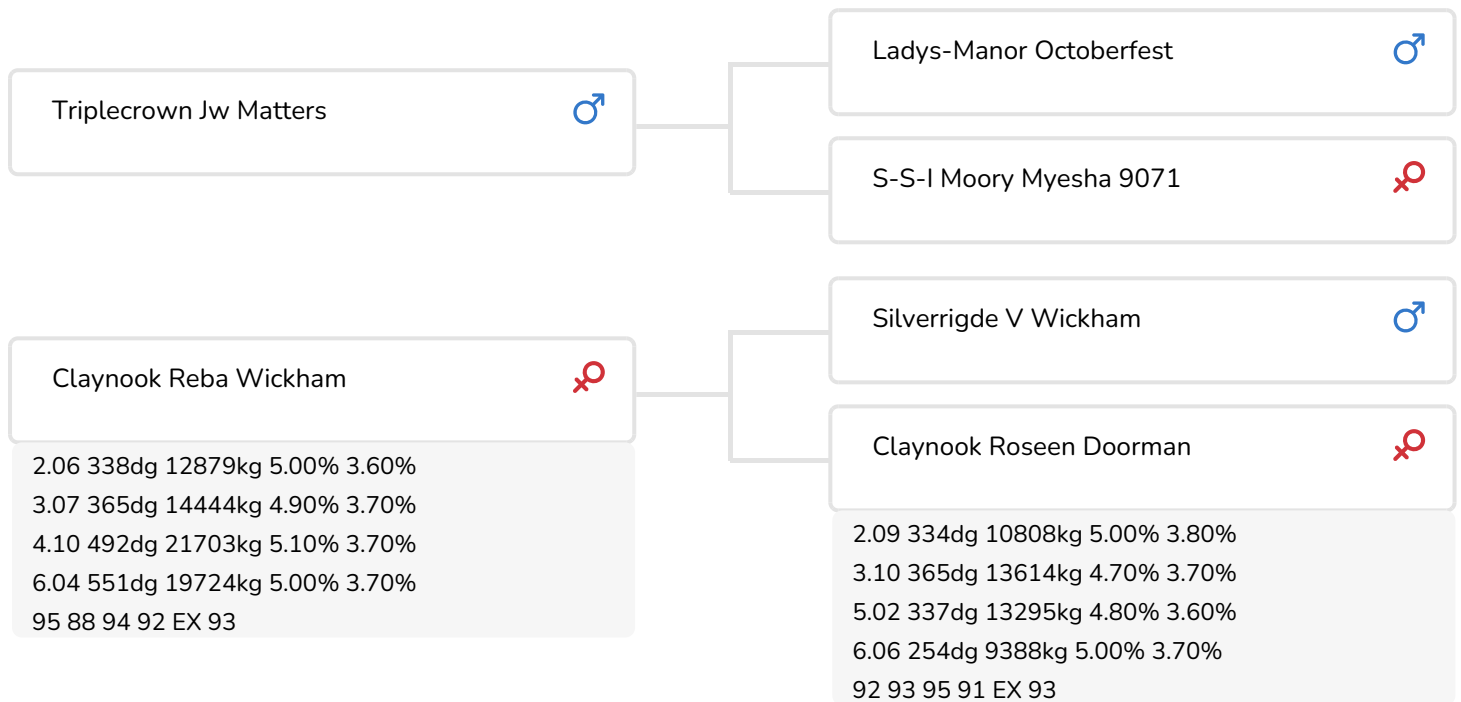 Triplecrown Jw Matters
Ladys-Manor Octoberfest
S-S-I Moory Myesha 9071
Claynook Reba Wickham
2.06 338dg 12879kg 5.00% 3.60%
3.07 365dg 14444kg 4.90% 3.70%
4.10 492dg 21703kg 5.10% 3.70%
6.04 551dg 19724kg 5.00% 3.70%
95 88 94 92 EX 93
Silverrigde V Wickham
Claynook Roseen Doorman
2.09 334dg 10808kg 5.00% 3.80%
3.10 365dg 13614kg 4.70% 3.70%
5.02 337dg 13295kg 4.80% 3.60%
6.06 254dg 9388kg 5.00% 3.70%
92 93 95 91 EX 93